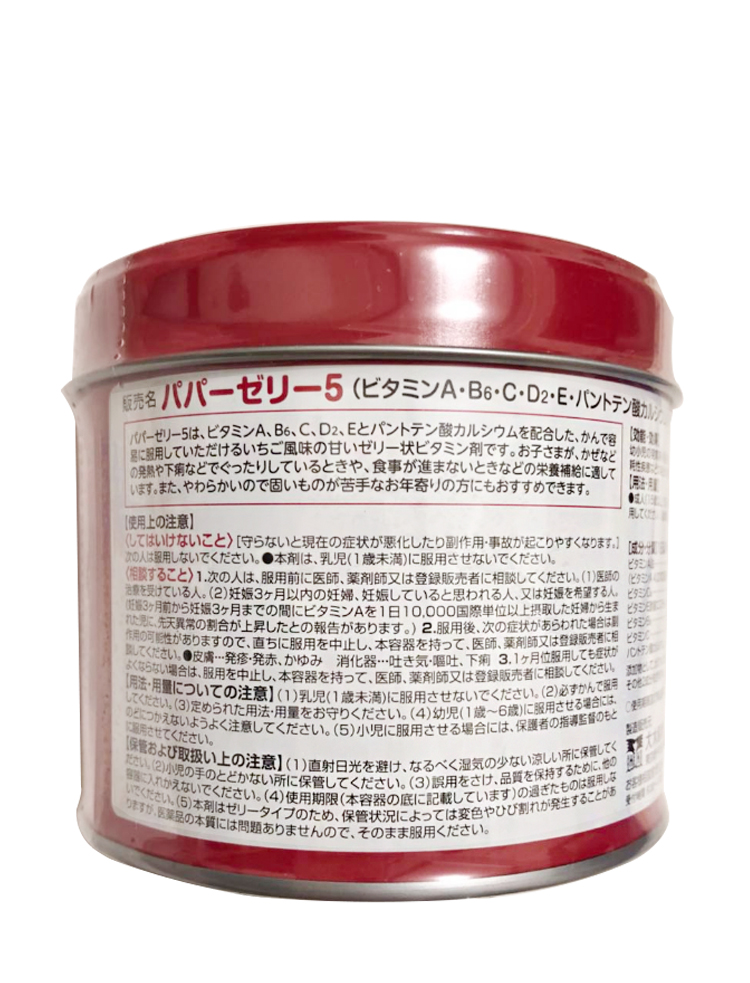 販売名 パパーゼリー5 (ビタミンA・B6・C・D2・E・パントテン酸カルシ
パパーゼリー5は、ビタミンA、B6、C、D2、Eとパントテン酸カルシウムを配合した、かんで容
易に服用していただけるいちご風味の甘いゼリー状ビタミン剤です。お子さまが、かぜなど
の発熱や下痢などでぐったりしているときや、食事が進まないときなどの栄養補給に適して
います。また、やわらかいので固いものが苦手なお年寄りの方にもおすすめできます。
【使用上の注意】
〈してはいけないこと〉[守らないと現在の症状が悪化したり副作用・事故が起こりやすくなります。]
次の人は服用しないでください。●本剤は、乳児(1歳未満)に服用させないでください。
〈相談すること〉1.次の人は、服用前に医師、薬剤師又は登録販売者に相談してください。(1)医師の
治療を受けている人。(2)妊娠3ヶ月以内の妊婦、妊娠していると思われる人、又は妊娠を希望する人。
(妊娠3ヶ月前から妊娠3ヶ月までの間にビタミンAを1日10,000国際単位以上摂取した妊婦から生ま
れた児に、先天異常の割合が上昇したとの報告があります。) 2.服用後、次の症状があらわれた場合は副
作用の可能性がありますので、直ちに服用を中止し、本容器を持って、医師、薬剤師又は登録販売者に相
談してください。●皮膚…発疹・発赤、かゆみ 消化器…吐き気・嘔吐、下痢 3.1ヶ月位服用しても症状が
よくならない場合は、服用を中止し、本容器を持って、医師、薬剤師又は登録販売者に相談してください。
【用法・用量についての注意】(1)乳児(1歳未満)に服用させないでください。(2)必ずかんで服用
してください。(3)定められた用法・用量をお守りください。(4)幼児(1歳〜6歳)に服用させる場合には、
のどにつかえないようよく注意してください。(5)小児に服用させる場合には、保護者の指導監督のもと
に服用させてください。
【保管および取扱い上の注意】(1)直射日光を避け、なるべく湿気の少ない涼しい所に保管してく
ださい。(2)小児の手のとどかない所に保管してください。(3)誤用をさけ、品質を保持するために、他の
容器に入れかえないでください。(4)使用期限(本容器の底に記載しています)の過ぎたものは服用しな
いでください。(5)本剤はゼリータイプのため、保管状況によっては変色やひび割れが発生することがあ
りますが、医薬品の本質には問題ありませんので、そのまま服用ください。
【効能・効果】
【用法・用
●成人(15
用してくだ
【成分・分量】
ビタミンA